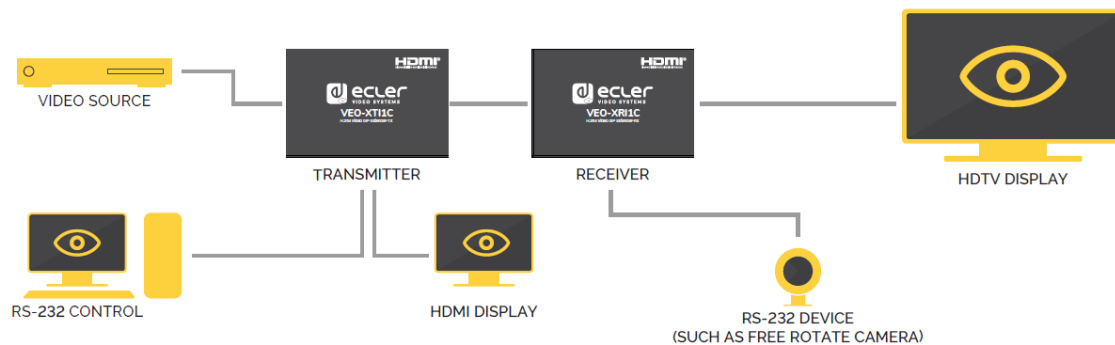 HDMI
HDMI
ecler
VIDEO SYSTEMS
VEO-XTI1C
ecler
VIDEO SYSTEMS
VEO-XRI1C
VIDEO SOURCE
TRANSMITTER
RECEIVER
HDTV DISPLAY
RS-232 CONTROL
HDMI DISPLAY
RS-232 DEVICE
(SUCH AS FREE ROTATE CAMERA)